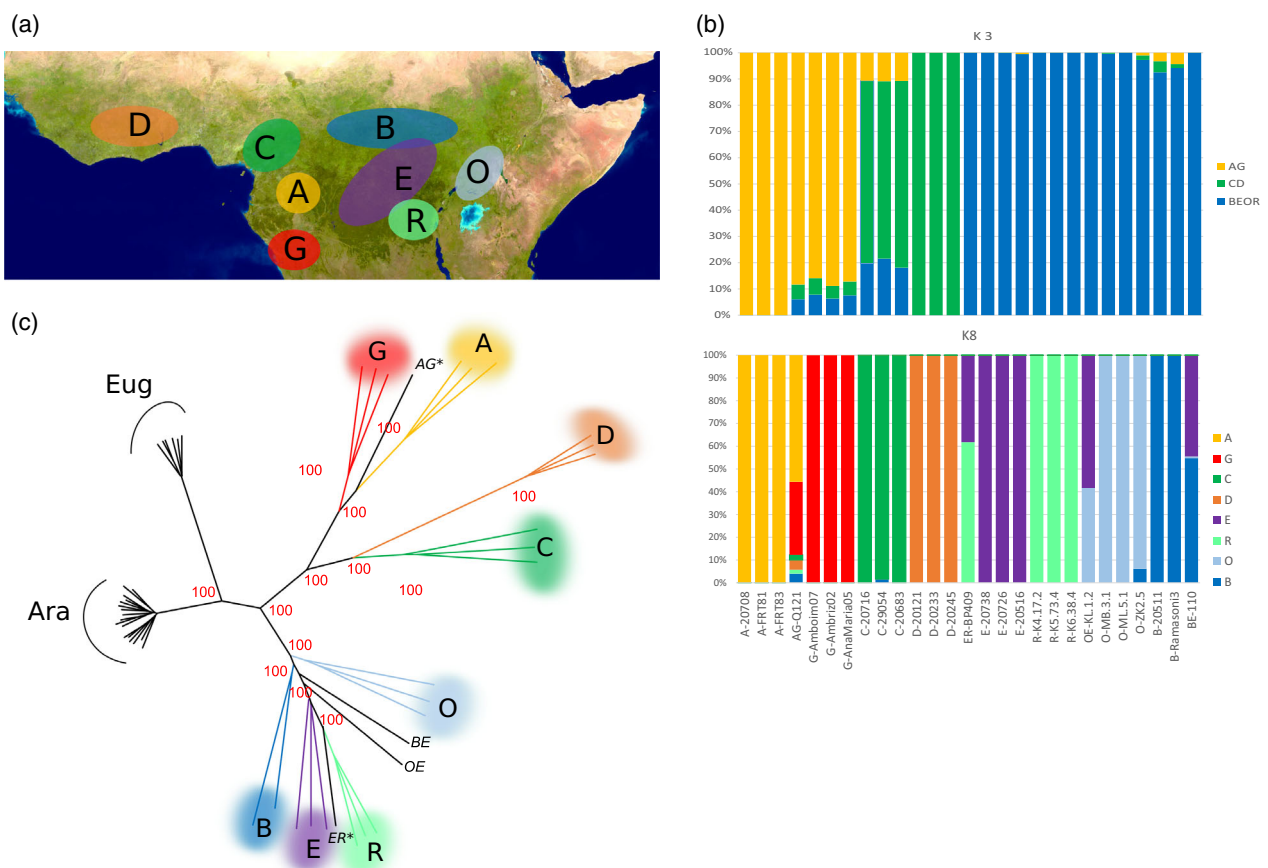 (a)
D
C
B
A
E
O
R
G
(b)
K 3
100%
90%
80%
70%
60%
50%
40%
30%
20%
10%
0%
AG
CD
BEOR
K8
100%
90%
80%
70%
60%
50%
40%
30%
20%
10%
0%
A
G
C
D
E
R
O
B
A-20708
A-FRT81
A-FRT83
AG-Q121
G-Amboim07
G-Ambriz02
G-AnaMaria05
C-20716
C-29054
C-20683
D-20121
D-20233
D-20245
ER-BP409
E-20738
E-20726
E-20516
R-K4.17.2
R-K5.73.4
R-K6.38.4
OE-KL.1.2
O-MB.3.1
O-ML.5.1
O-ZK2.5
B-20511
B-Ramasoni3
BE-110
(c)
G
A
AG*
Eug
100
D
100
100
100
C
100
100
100
Ara
100
100
100
100
100
O
100
BE
OE
B
E
ER*
R